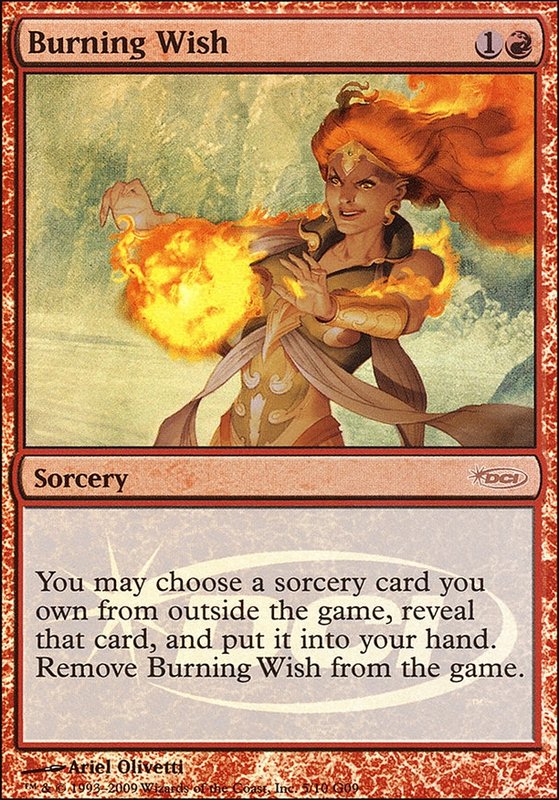 Burning Wish 1
Sorcery
DCI
DCI
You may choose a sorcery card you
own from outside the game, reveal
that card, and put it into your hand.
Remove Burning Wish from the game.
Ariel Olivetti
™ & © 1993–2009 Wizards of the Coast, Inc. 5/10 G09